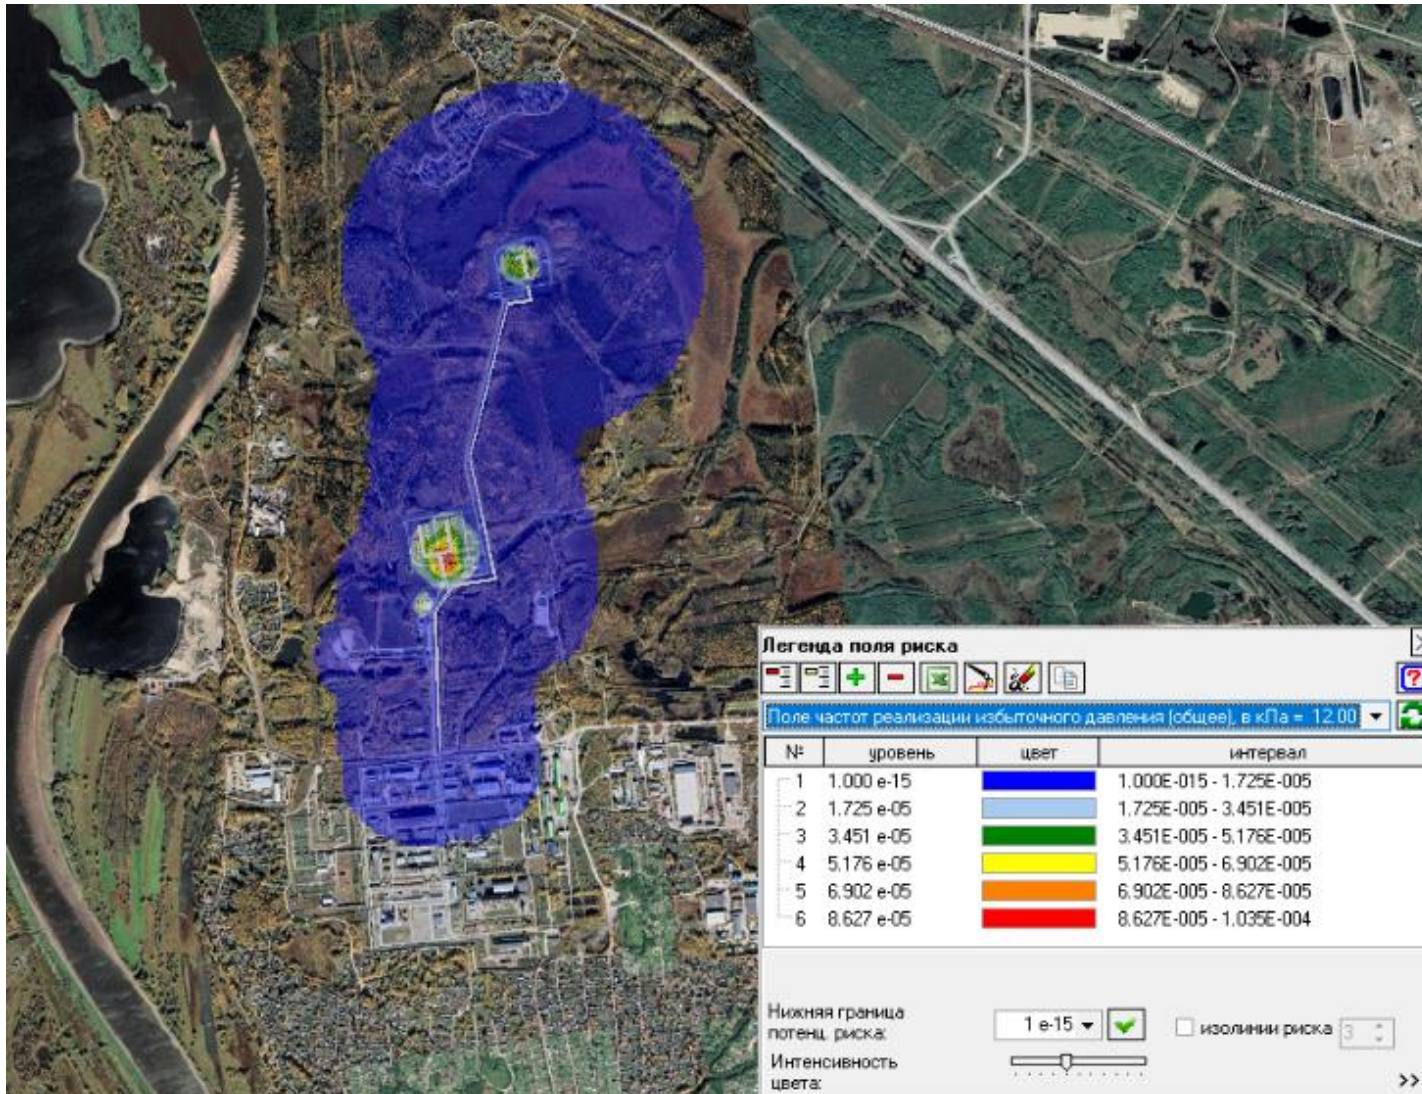 Легенда поля риска
Поле частот реализации избыточного давления (общее), в кПа = 12.00
№ уровень цвет интервал
1 1.000 e-15 1.000E-015 - 1.725E-005
2 1.725 e-05 1.725E-005 - 3.451E-005
3 3.451 e-05 3.451E-005 - 5.176E-005
4 5.176 e-05 5.176E-005 - 6.902E-005
5 6.902 e-05 6.902E-005 - 8.627E-005
6 8.627 e-05 8.627E-005 - 1.035E-004
Нижняя граница
потенц. риска:
1 e-15
изолинии риска 3
Интенсивность
цвета:
>>